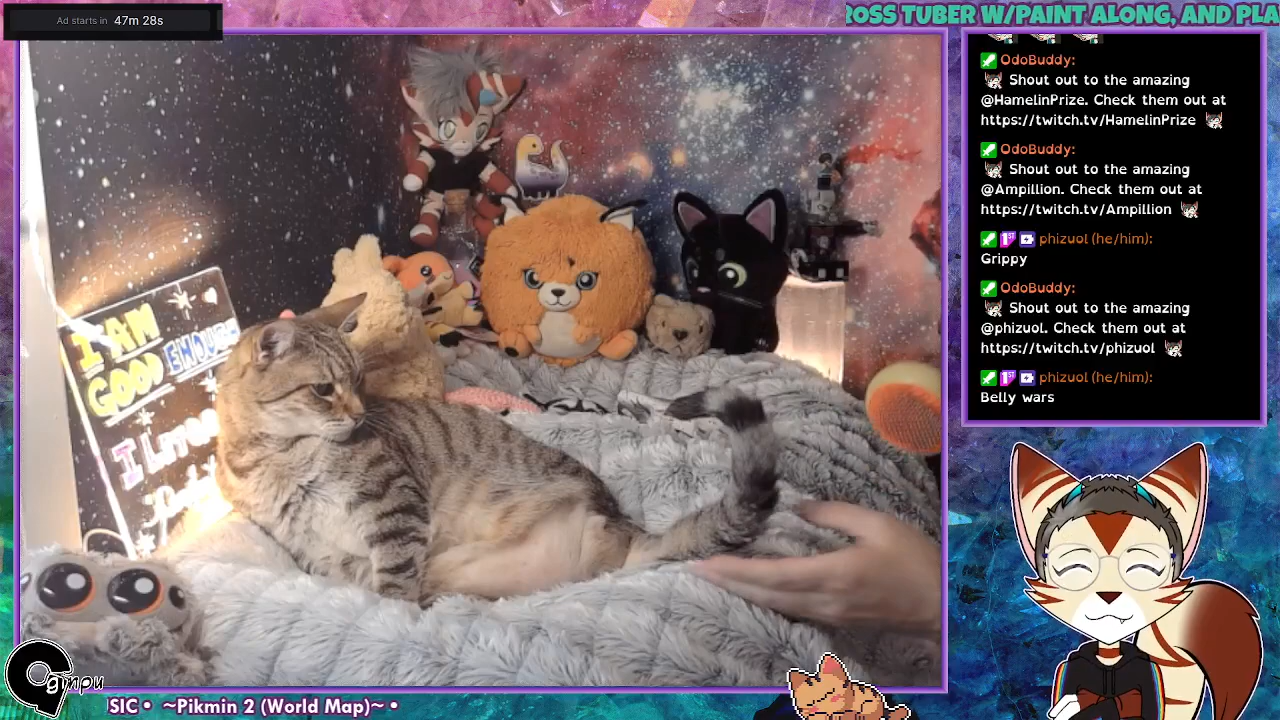 Ad starts in 47m 28s
ROSS TUBER W/PAINT ALONG, AND PLA
OdoBuddy:
Shout out to the amazing
@HamelinPrize. Check them out at
https://twitch.tv/HamelinPrize
OdoBuddy:
Shout out to the amazing
@Ampillion. Check them out at
https://twitch.tv/Ampillion
1ST phizuol (he/him):
Grippy
OdoBuddy:
Shout out to the amazing
@phizuol. Check them out at
https://twitch.tv/phizuol
1ST phizuol (he/him):
Belly wars
I AM
GOOD ENOUGH
I
ginpu
SIC • ~Pikmin 2 (World Map)~ •